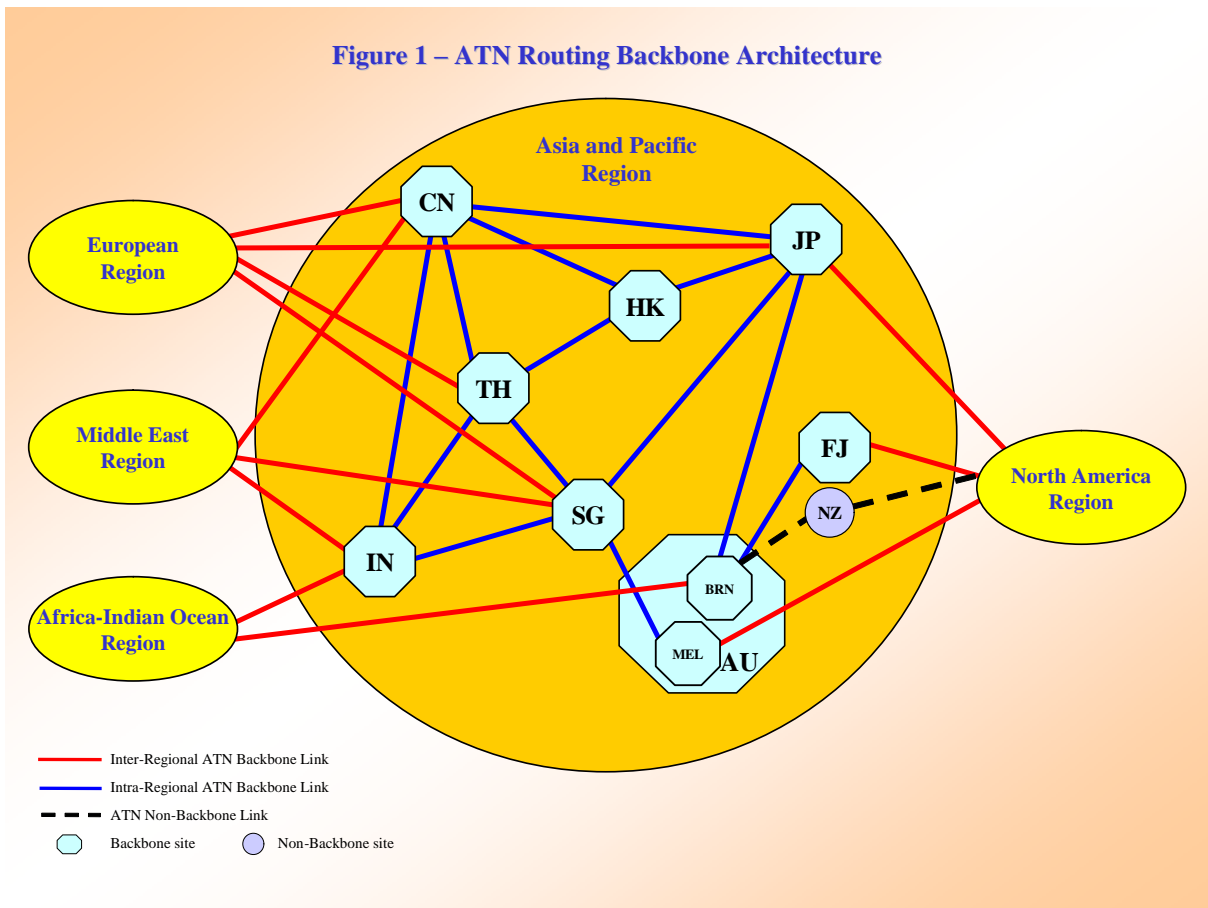 Figure 1 – ATN Routing Backbone Architecture
Asia and Pacific
Region
CN
JP
European
Region
HK
TH
Middle East
Region
FJ
North America
Region
NZ
SG
IN
BRN
Africa-Indian Ocean
Region
MEL
AU
Inter-Regional ATN Backbone Link
Intra-Regional ATN Backbone Link
ATN Non-Backbone Link
Backbone site
Non-Backbone site